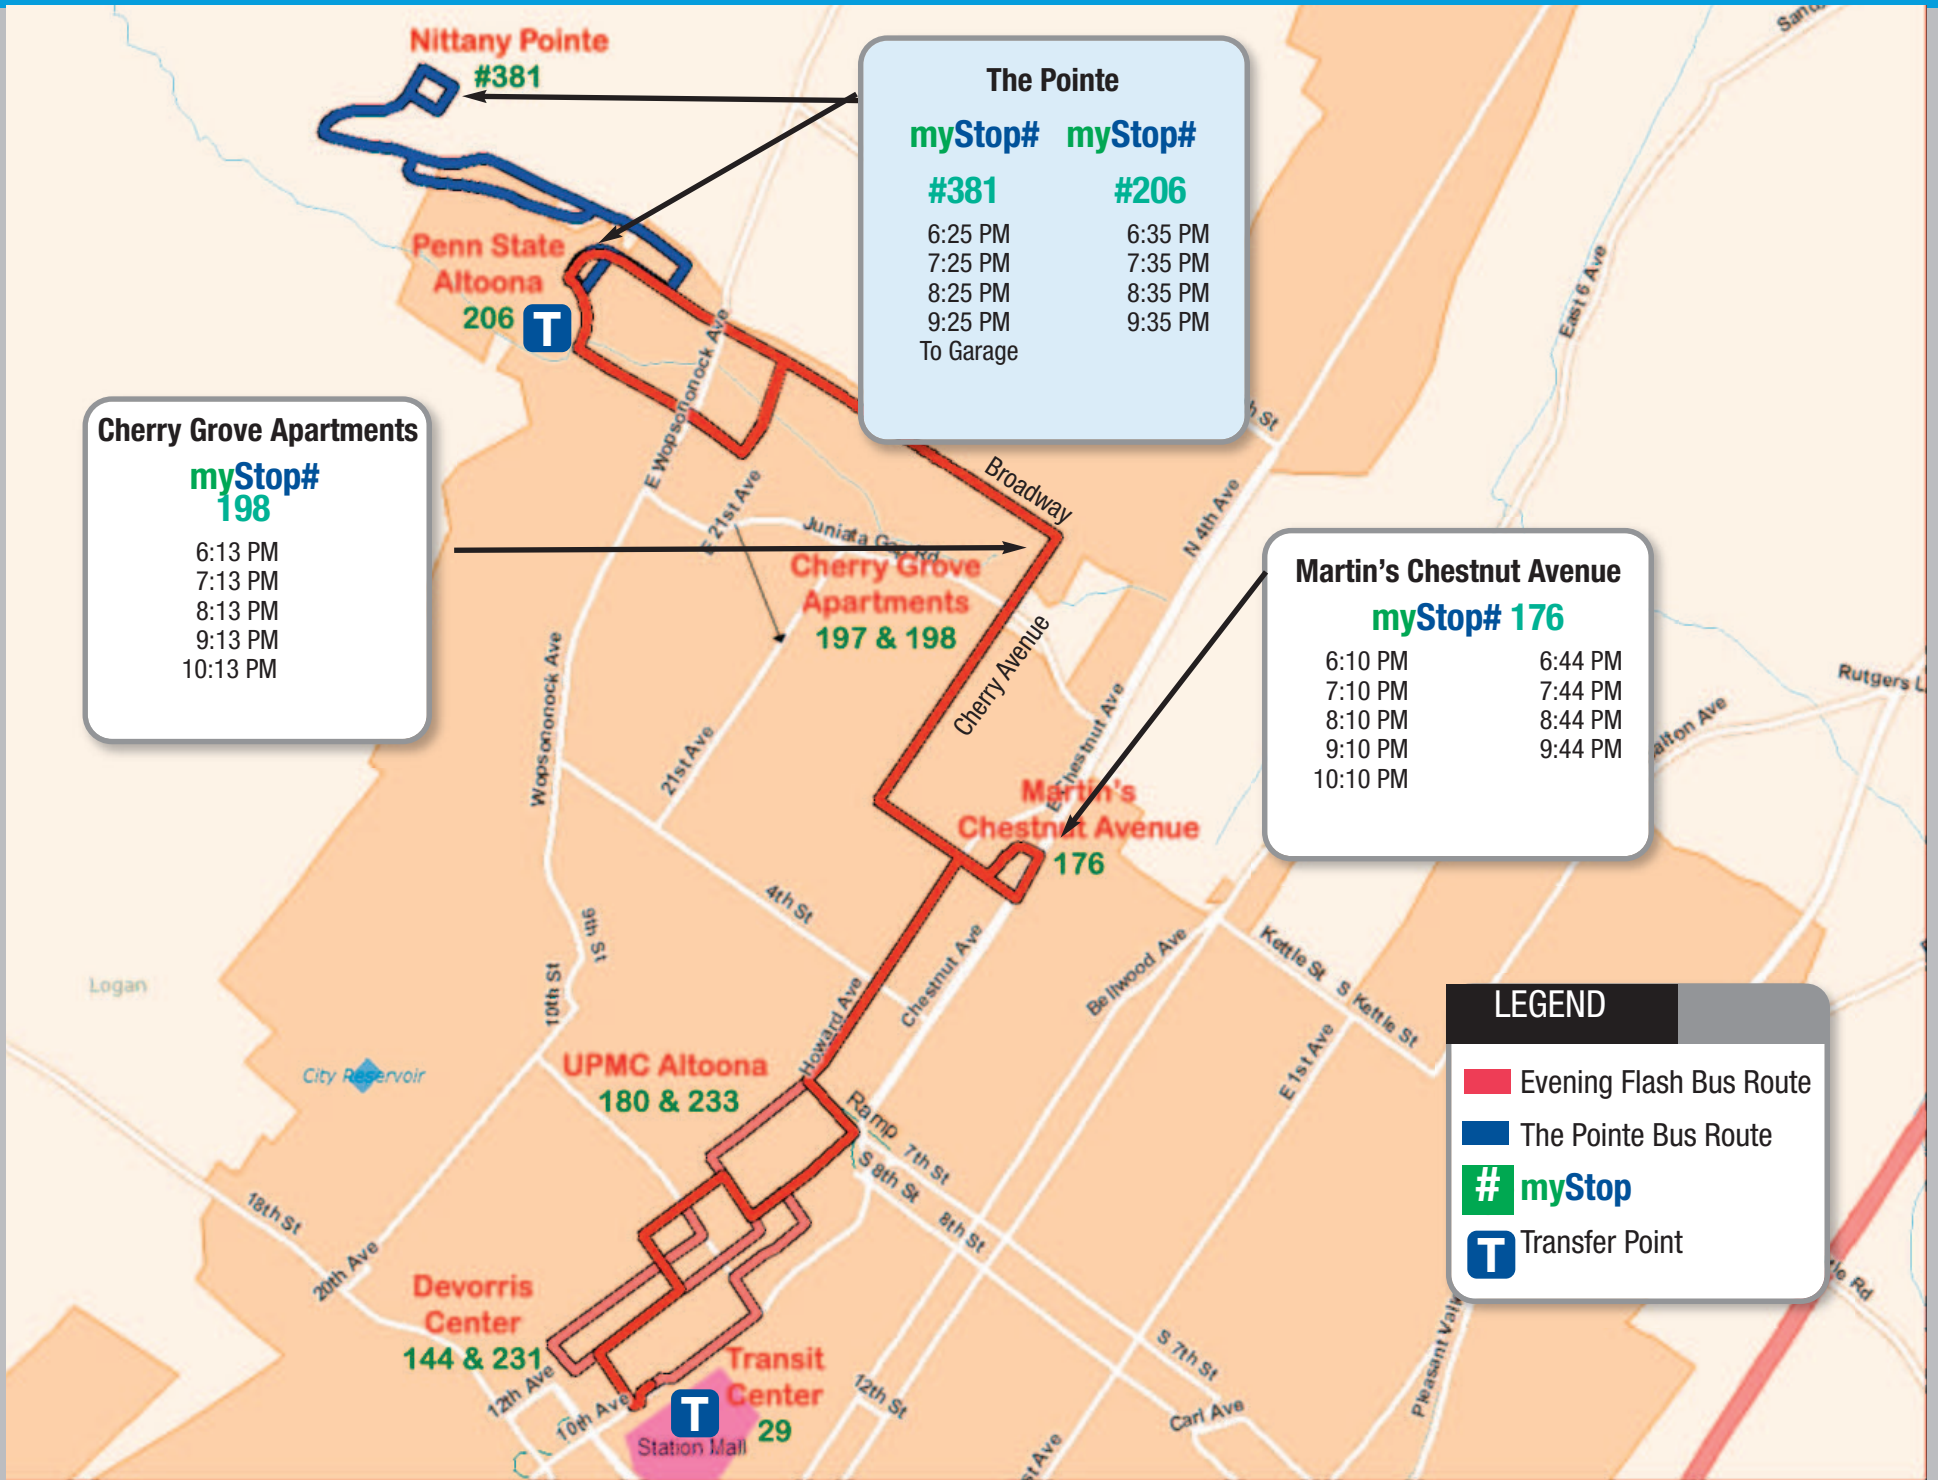 Nittany Pointe
#381
The Pointe
myStop# myStop#
#381 #206
6:25 PM 6:35 PM
7:25 PM 7:35 PM
8:25 PM 8:35 PM
9:25 PM 9:35 PM
To Garage
Penn State
Altoona
206 T
Cherry Grove Apartments
myStop#
198
6:13 PM
7:13 PM
8:13 PM
9:13 PM
10:13 PM
E Wopsononock Ave
E 21st Ave
Juniata Gap Rd
Broadway
N 4th Ave
East 6 Ave
h St
Cherry Grove
Apartments
197 & 198
Cherry Avenue
Martin's Chestnut Avenue
myStop# 176
6:10 PM 6:44 PM
7:10 PM 7:44 PM
8:10 PM 8:44 PM
9:10 PM 9:44 PM
10:10 PM
Rutgers L
alton Ave
Wopsononock Ave
21st Ave
E Chestnut Ave
Martin's
Chestnut Avenue
176
4th St
9th St
10th St
Howard Ave
Chestnut Ave
Bellwood Ave
Kettle St
S Kettle St
E 1st Ave
Logan
City Reservoir
UPMC Altoona
180 & 233
Ramp
7th St
S 8th St
8th St
18th St
20th Ave
Devorris
Center
144 & 231
12th Ave
10th Ave
Transit
Center
29
T
Station Mall
12th St
S 7th St
Carl Ave
st Ave
Pleasant Val
tle Rd
LEGEND
Evening Flash Bus Route
The Pointe Bus Route
# myStop
T Transfer Point